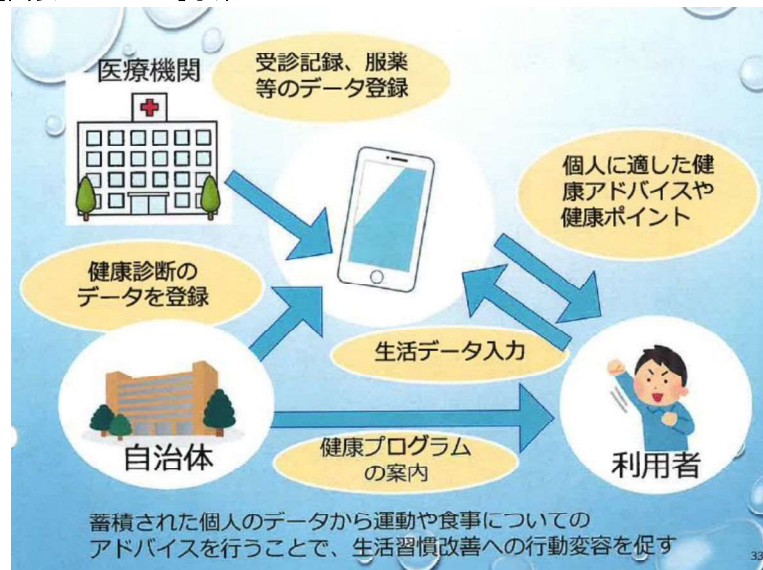 医療機関
受診記録、服薬
等のデータ登録
個人に適した健
康アドバイスや
健康ポイント
健康診断の
データを登録
生活データ入力
自治体
健康プログラム
の案内
利用者
蓄積された個人のデータから運動や食事についての
アドバイスを行うことで、生活習慣改善への行動変容を促す
33